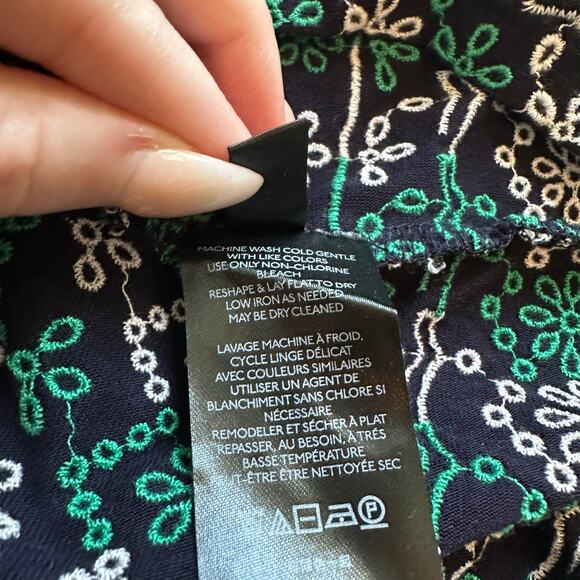 MACHINE WASH COLD GENTLE
WITH LIKE COLORS
USE ONLY NON-CHLORINE
BLEACH
RESHAPE & LAY FLAT TO DRY
LOW IRON AS NEEDED
MAY BE DRY CLEANED
LAVAGE MACHINE À FROID,
CYCLE LINGE DÉLICAT
AVEC COULEURS SIMILAIRES
UTILISER UN AGENT DE
BLANCHIMENT SANS CHLORE SI
NÉCESSAIRE
REMODELER ET SÉCHER À PLAT
REPASSER, AU BESOIN, À TRÈS
BASSE TEMPÉRATURE
UT-ÊTRE ÊTRE NETTOYÉE SEC
P